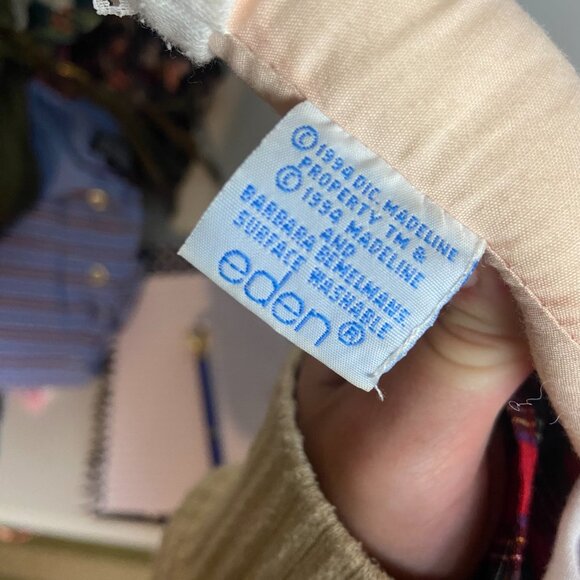 © 1994 DIC. MADELINE
PROPERTY TM &
© 1994 MADELINE
AND
BARBARA BEMELMANS
SURFACE WASHABLE
eden®